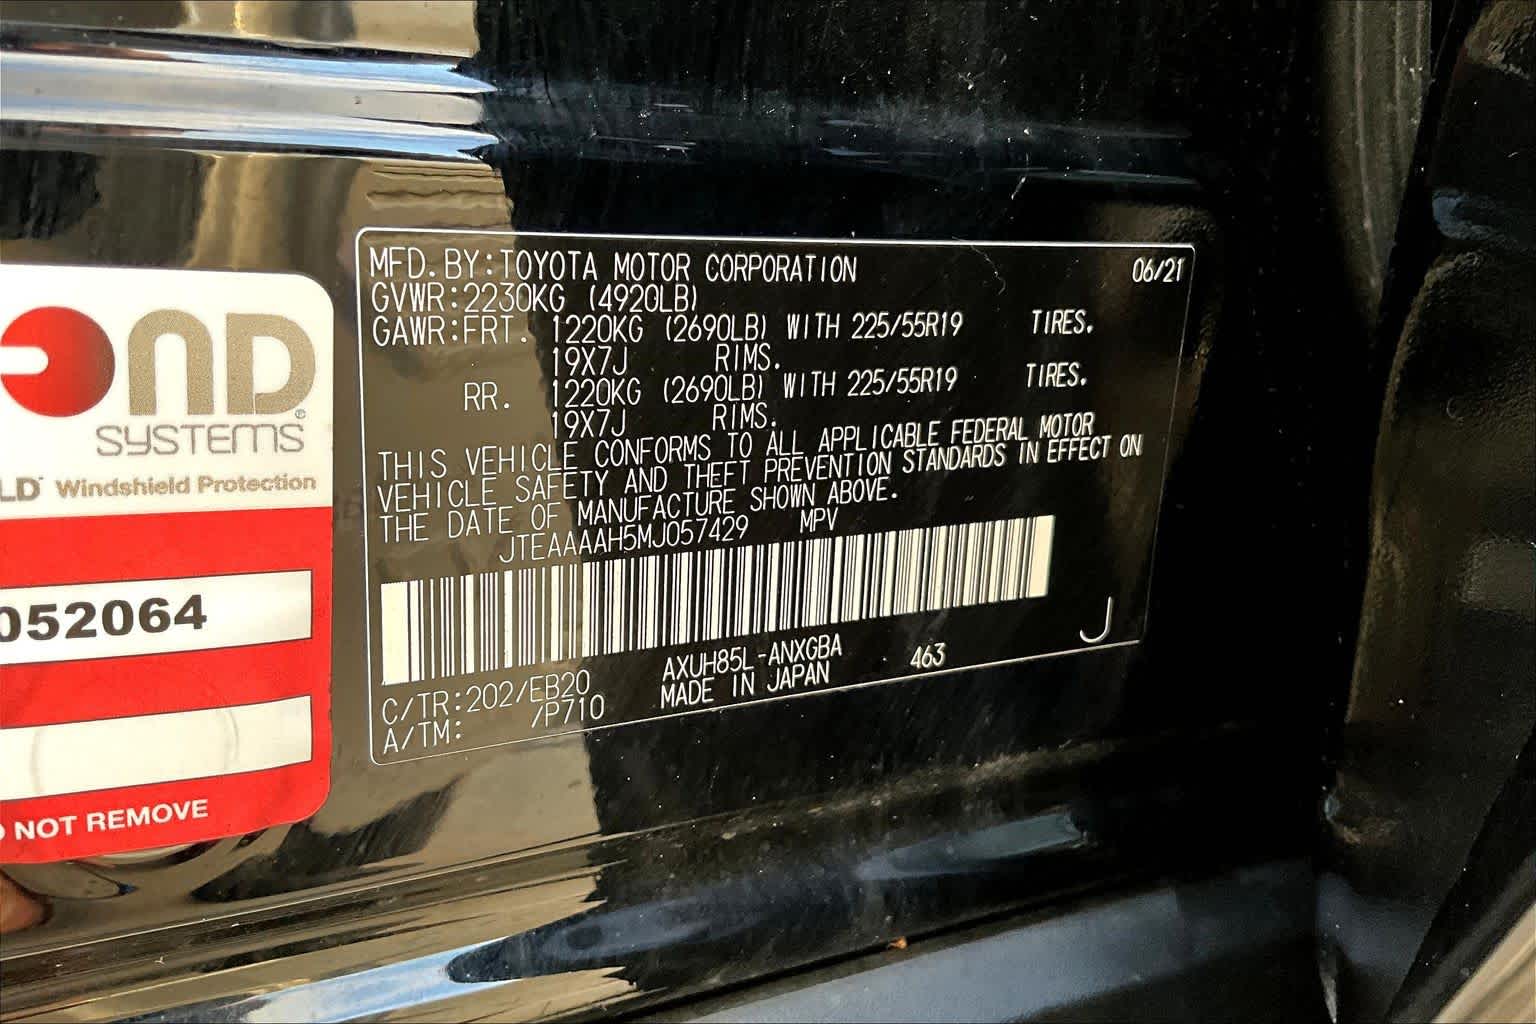 OND®
SYSTEMS
LD Windshield Protection
052064
NOT REMOVE
MFD. BY:TOYOTA MOTOR CORPORATION 06/21
GVWR:2230KG (4920LB)
GAWR:FRT. 1220KG (2690LB) WITH 225/55R19 TIRES.
19X7J RIMS.
RR. 1220KG (2690LB) WITH 225/55R19 TIRES.
19X7J RIMS.
THIS VEHICLE CONFORMS TO ALL APPLICABLE FEDERAL MOTOR
VEHICLE SAFETY AND THEFT PREVENTION STANDARDS IN EFFECT ON
THE DATE OF MANUFACTURE SHOWN ABOVE.
JTEAAAAH5MJ057429 MPV
C/TR:202/EB20 AXUH85L-ANXGBA 463 J
A/TM: /P710 MADE IN JAPAN